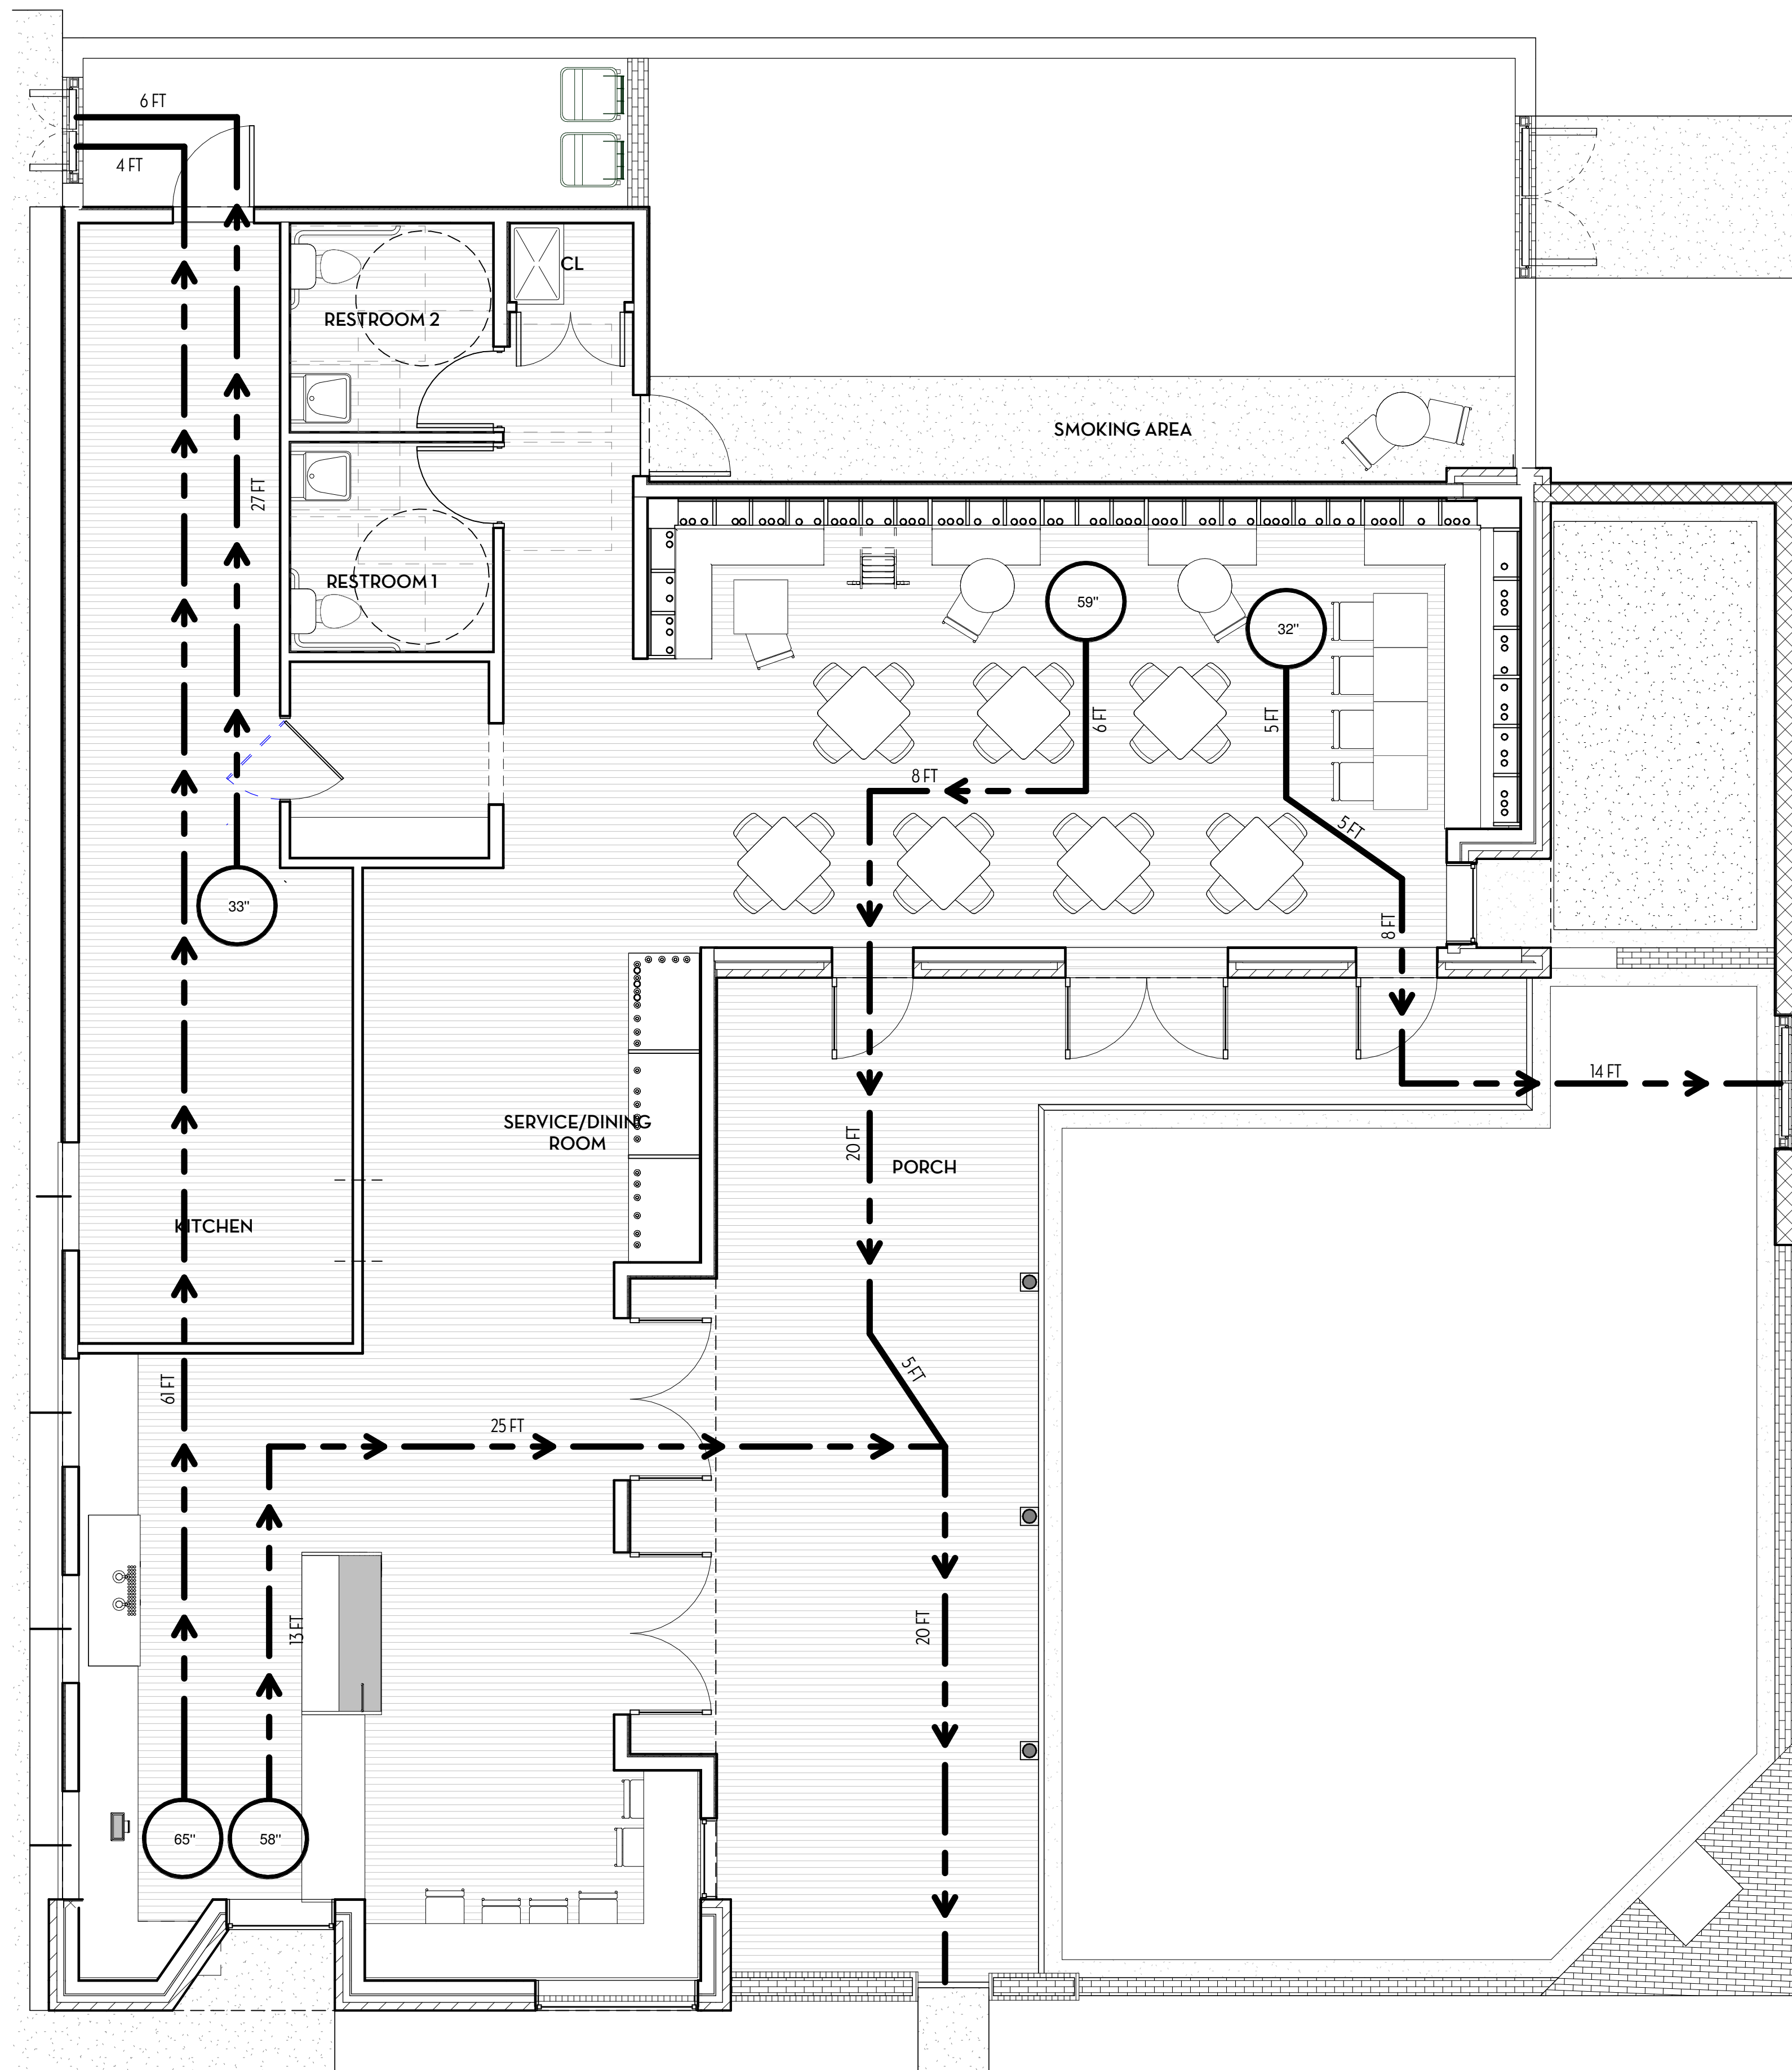 6 FT
4 FT
CL
RESTROOM 2
SMOKING AREA
27 FT
RESTROOM 1
59"
32"
6 FT
5 FT
8 FT
5 FT
33"
8 FT
14 FT
SERVICE/DINING
ROOM
20 FT
PORCH
KITCHEN
5 FT
61 FT
25 FT
13 FT
20 FT
65"
58"